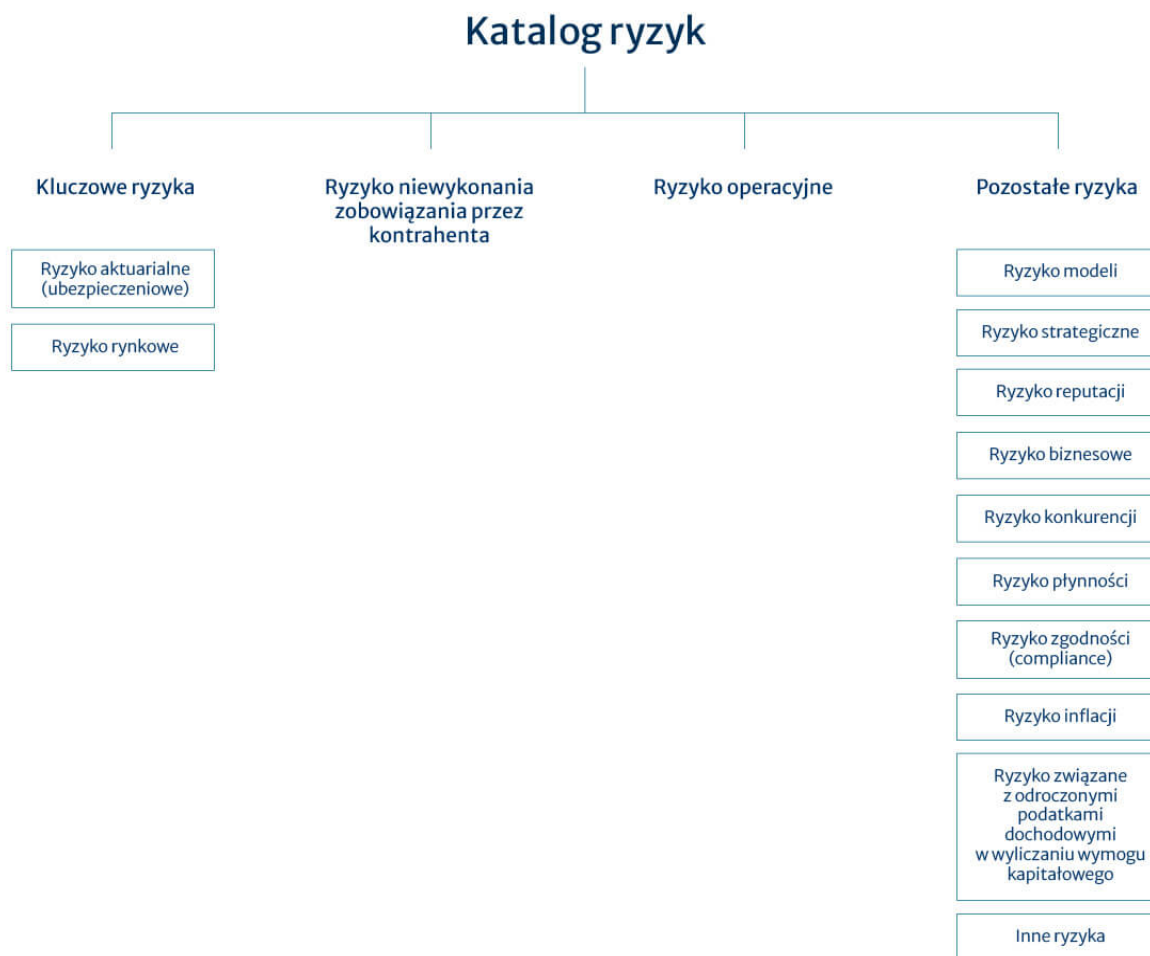 Katalog ryzyk
Kluczowe ryzyka
Ryzyko aktuarialne
(ubezpieczeniowe)
Ryzyko rynkowe
Ryzyko niewykonania
zobowiązania przez
kontrahenta
Ryzyko operacyjne
Pozostałe ryzyka
Ryzyko modeli
Ryzyko strategiczne
Ryzyko reputacji
Ryzyko biznesowe
Ryzyko konkurencji
Ryzyko płynności
Ryzyko zgodności
(compliance)
Ryzyko inflacji
Ryzyko związane
z odroczonymi
podatkami
dochodowymi
w wyliczaniu wymogu
kapitałowego
Inne ryzyka